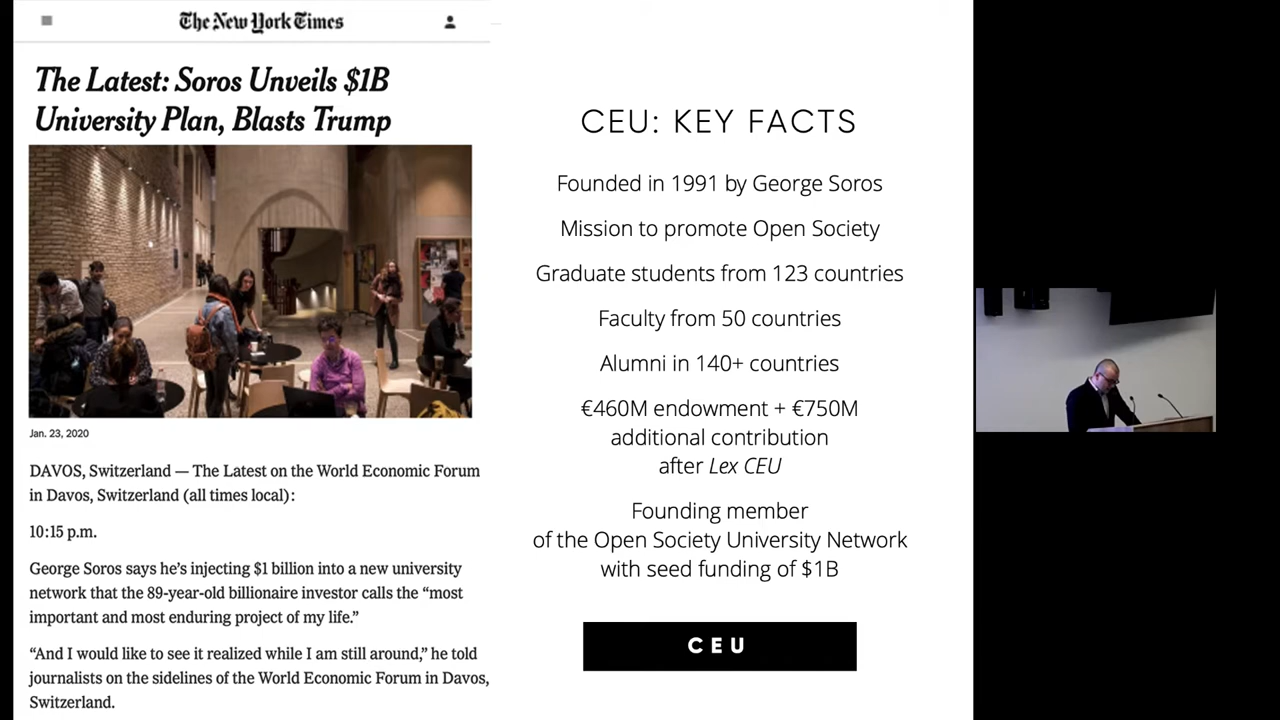 The New York Times
The Latest: Soros Unveils $1B
University Plan, Blasts Trump
Jan. 23, 2020
DAVOS, Switzerland — The Latest on the World Economic Forum
in Davos, Switzerland (all times local):
10:15 p.m.
George Soros says he’s injecting $1 billion into a new university
network that the 89-year-old billionaire investor calls the “most
important and most enduring project of my life.”
“And I would like to see it realized while I am still around,” he told
journalists on the sidelines of the World Economic Forum in Davos,
Switzerland.
CEU: KEY FACTS
Founded in 1991 by George Soros
Mission to promote Open Society
Graduate students from 123 countries
Faculty from 50 countries
Alumni in 140+ countries
€460M endowment + €750M
additional contribution
after Lex CEU
Founding member
of the Open Society University Network
with seed funding of $1B
CEU